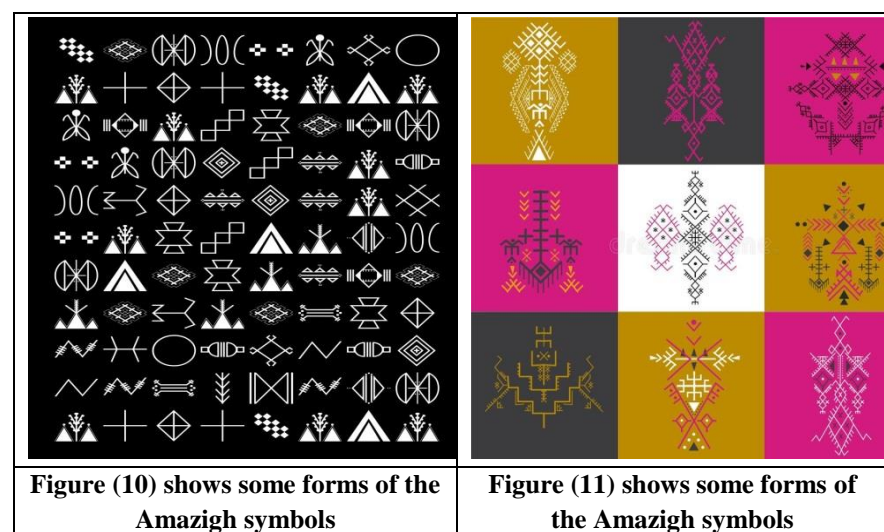 Figure (10) shows some forms of the
Amazigh symbols
Figure (11) shows some forms of
the Amazigh symbols